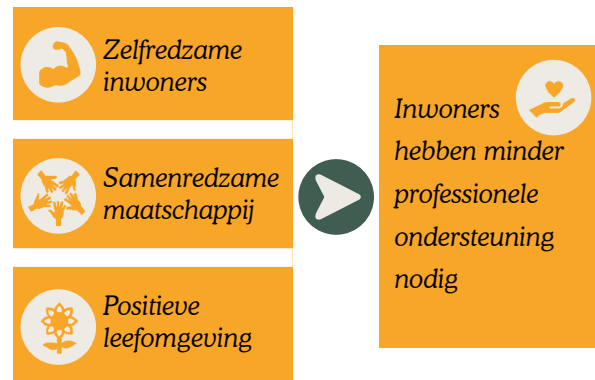 Zelfredzame
inwoners
Samenredzame
maatschappij
Positieve
leefomgeving
Inwoners
hebben minder
professionele
ondersteuning
nodig